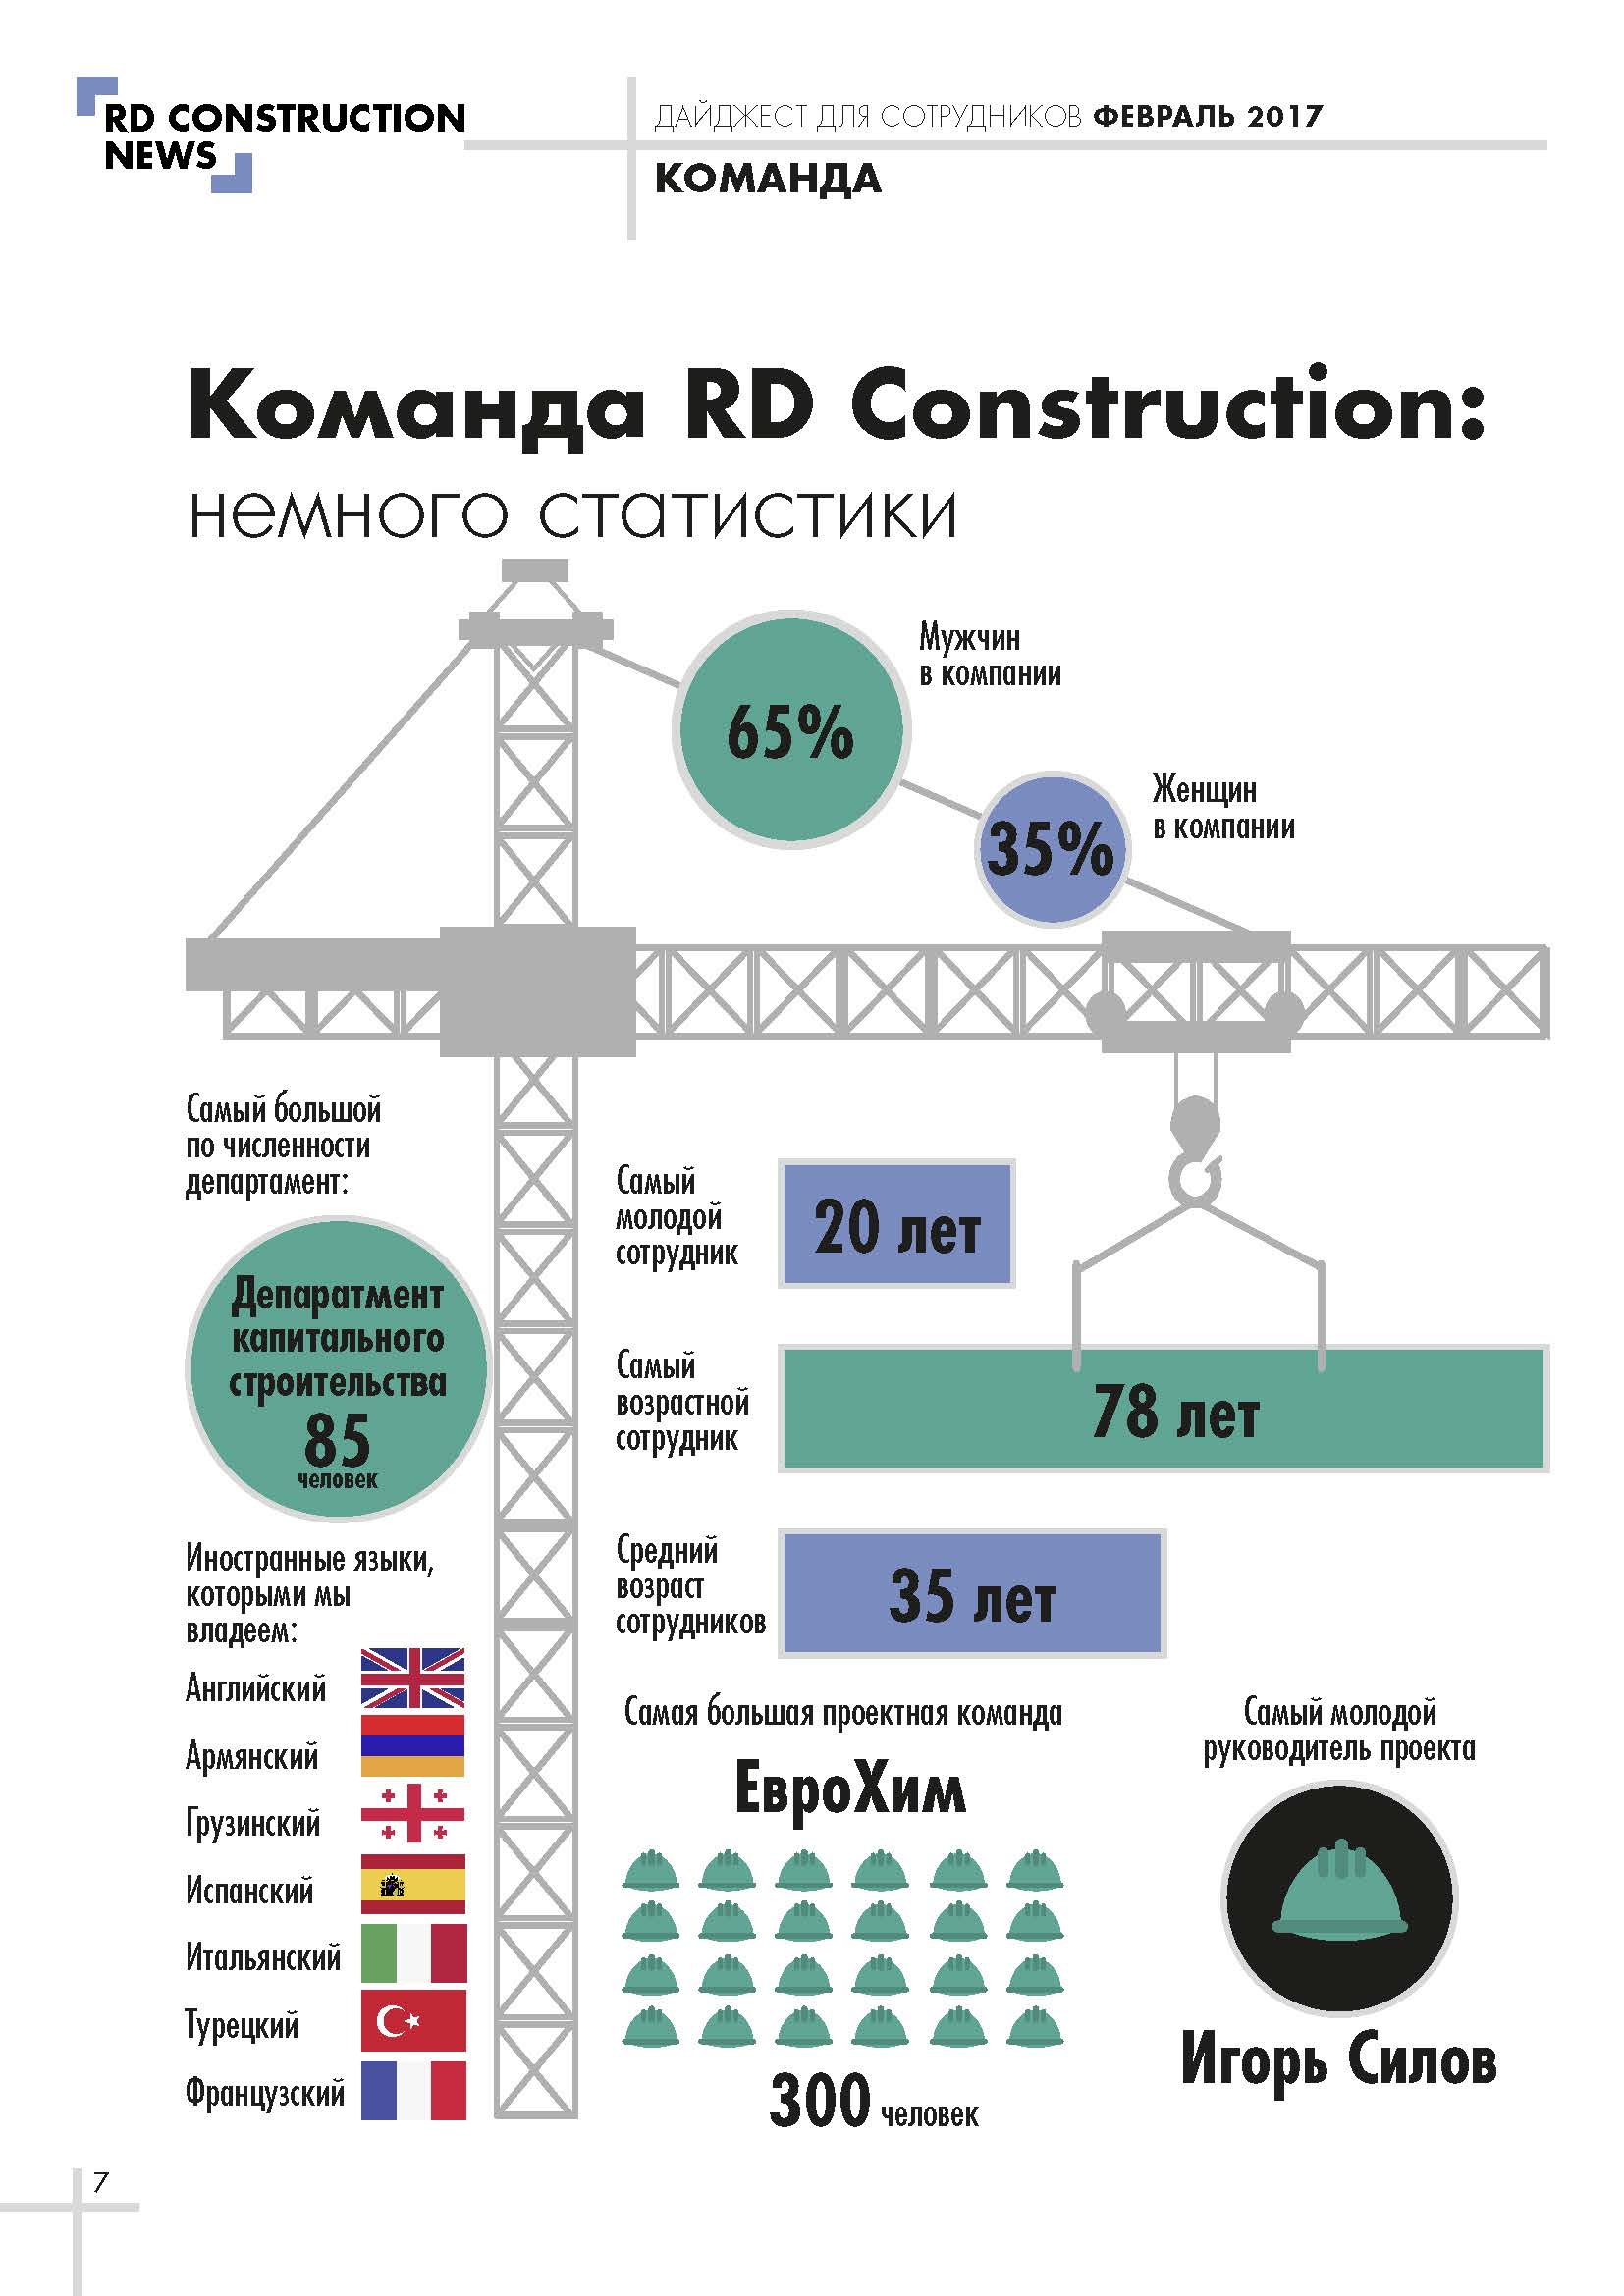 RD CONSTRUCTION
NEWS
ДАЙДЖЕСТ ДЛЯ СОТРУДНИКОВ ФЕВРАЛЬ 2017
КОМАНДА
Команда RD Construction:
немного статистики
65%
Мужчин
в компании
35%
Женщин
в компании
Самый большой
по численности
департамент:
Депаратмент
капитального
строительства
85
человек
Самый
молодой
сотрудник
20 лет
Самый
возрастной
сотрудник
78 лет
Средний
возраст
сотрудников
35 лет
Иностранные языки,
которыми мы
владеем:
Английский
Армянский
Грузинский
Испанский
Итальянский
Турецкий
Французский
Самая большая проектная команда
ЕвроХим
300 человек
Самый молодой
руководитель проекта
Игорь Силов
7